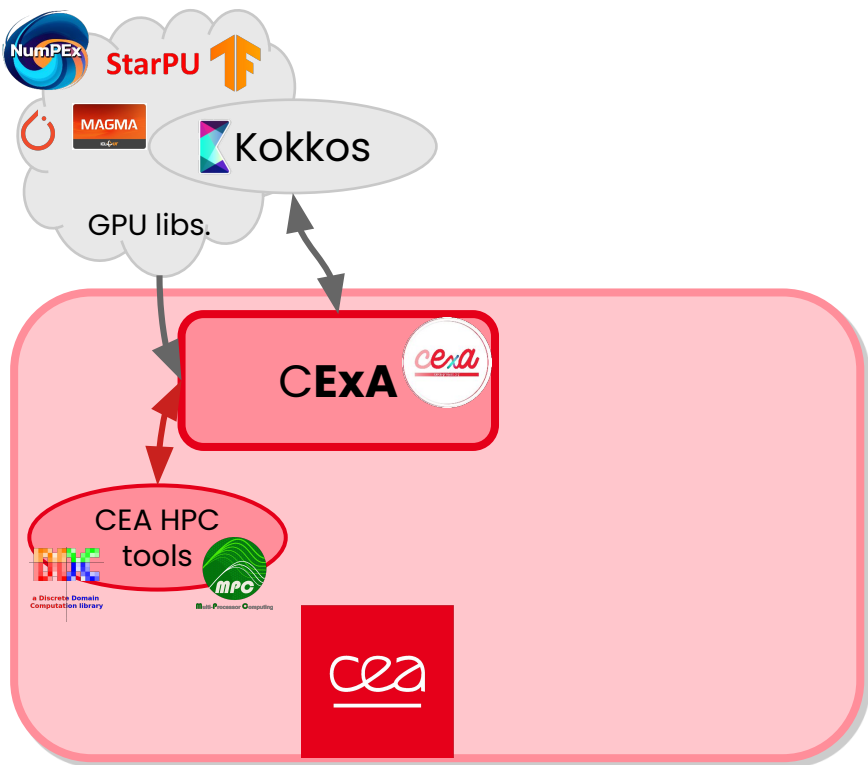 NumPEx
StarPU
MAGMA
Kokkos
GPU libs.
CExA
cexa
CEA HPC
tools
a Discrete Domain
Computation library
MPC
Multi-Processor Computing
cea